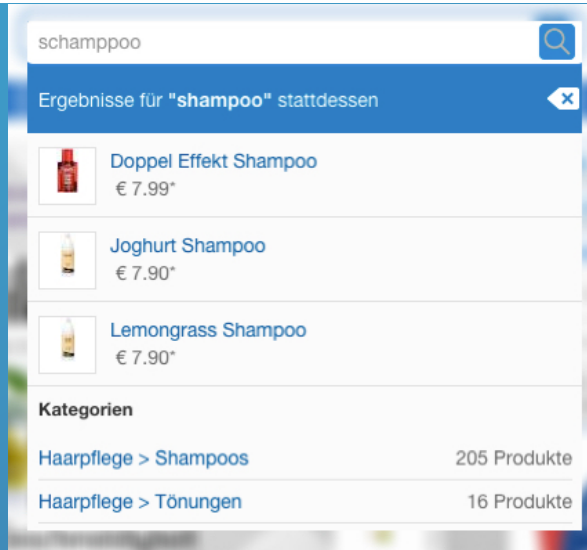 schamppoo
Ergebnisse für "shampoo" stattdessen
Doppel Effekt Shampoo
€ 7.99*
Joghurt Shampoo
€ 7.90*
Lemongrass Shampoo
€ 7.90*
Kategorien
Haarpflege > Shampoos 205 Produkte
Haarpflege > Tönungen 16 Produkte